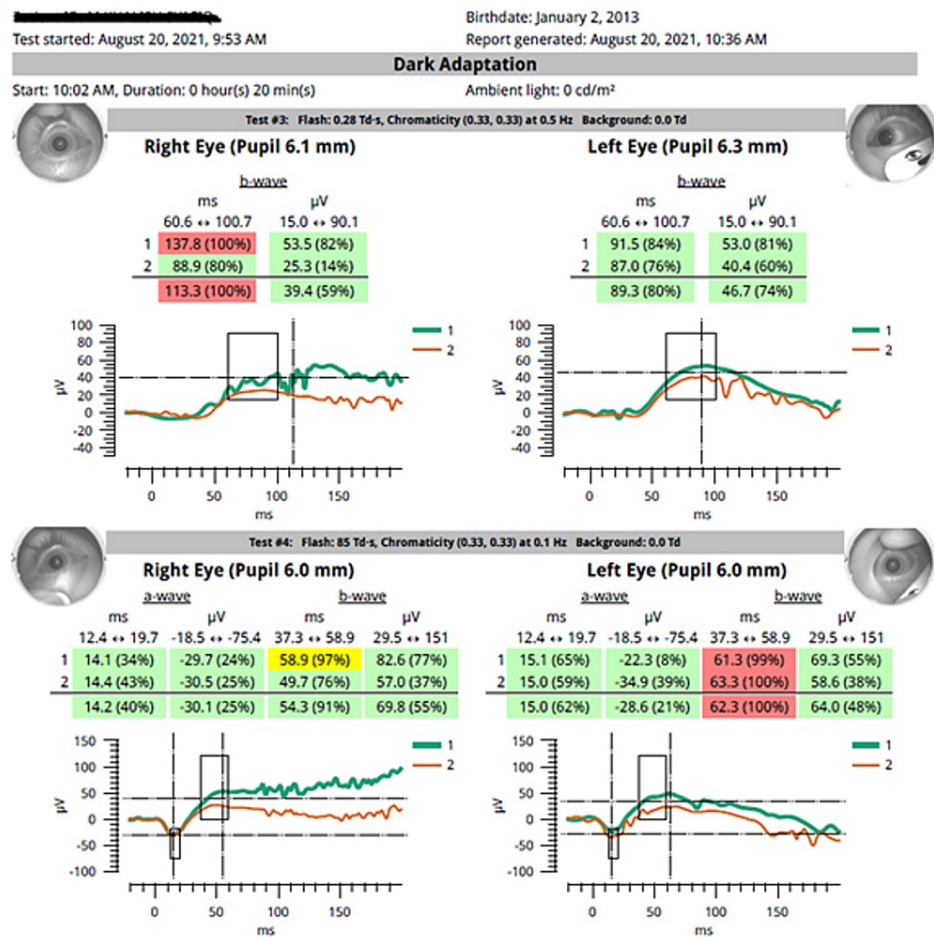 Birthdate: January 2, 2013
Test started: August 20, 2021, 9:53 AM
Report generated: August 20, 2021, 10:36 AM
Dark Adaptation
Start: 10:02 AM, Duration: 0 hour(s) 20 min(s)
Ambient light: 0 cd/m²
Test #3: Flash: 0.28 Td·s, Chromaticity (0.33, 0.33) at 0.5 Hz Background: 0.0 Td
Right Eye (Pupil 6.1 mm)
b-wave
ms µV
60.6 ↔ 100.7 15.0 ↔ 90.1
1 137.8 (100%) 53.5 (82%)
2 88.9 (80%) 25.3 (14%)
113.3 (100%) 39.4 (59%)
100
80
60
40
20
0
-20
-40
µV
1
2
0 50 100 150
ms
Left Eye (Pupil 6.3 mm)
b-wave
ms µV
60.6 ↔ 100.7 15.0 ↔ 90.1
1 91.5 (84%) 53.0 (81%)
2 87.0 (76%) 40.4 (60%)
89.3 (80%) 46.7 (74%)
100
80
60
40
20
0
-20
-40
µV
1
2
0 50 100 150
ms
Test #4: Flash: 85 Td·s, Chromaticity (0.33, 0.33) at 0.1 Hz Background: 0.0 Td
Right Eye (Pupil 6.0 mm)
a-wave b-wave
ms µV ms µV
12.4 ↔ 19.7 -18.5 ↔ -75.4 37.3 ↔ 58.9 29.5 ↔ 151
1 14.1 (34%) -29.7 (24%) 58.9 (97%) 82.6 (77%)
2 14.4 (43%) -30.5 (25%) 49.7 (76%) 57.0 (37%)
14.2 (40%) -30.1 (25%) 54.3 (91%) 69.8 (55%)
150
100
50
0
-50
-100
µV
1
2
0 50 100 150
ms
Left Eye (Pupil 6.0 mm)
a-wave b-wave
ms µV ms µV
12.4 ↔ 19.7 -18.5 ↔ -75.4 37.3 ↔ 58.9 29.5 ↔ 151
1 15.1 (65%) -22.3 (8%) 61.3 (99%) 69.3 (55%)
2 15.0 (59%) -34.9 (39%) 63.3 (100%) 58.6 (38%)
15.0 (62%) -28.6 (21%) 62.3 (100%) 64.0 (48%)
150
100
50
0
-50
-100
µV
1
2
0 50 100 150
ms